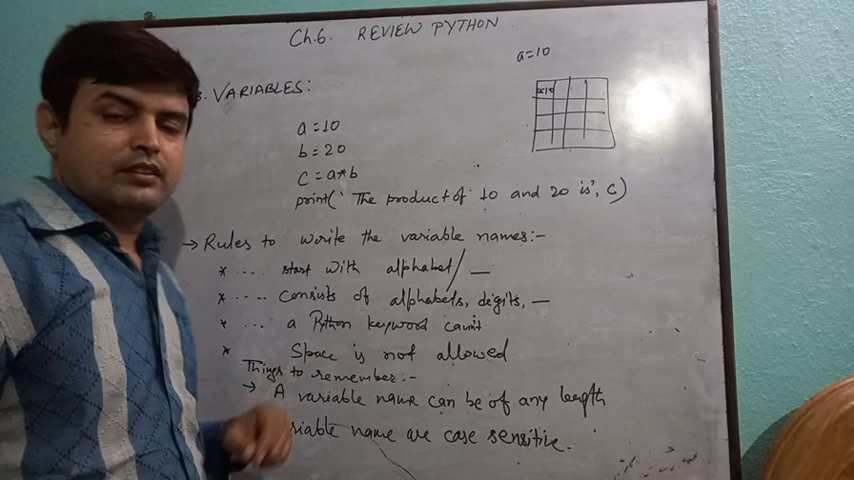 Ch.6. REVIEW PYTHON
a=10
VARIABLES:
a=10
b=20
c=a*b
print(' The product of 10 and 20 is', c)
→ Rules to write the variable names:-
* .... start with alphabet/_
* .... Consists of alphabets, digits, _
* ... a Python keyword can't
* Space is not allowed
Things to remember:-
→ A variable name can be of any length
riable name are case sensitive.